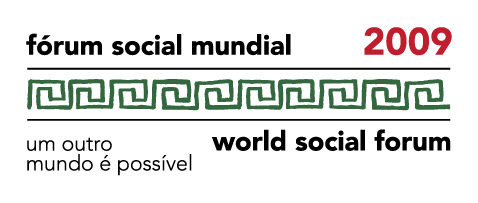 fórum social mundial 2009
um outro
mundo é possível
world social forum